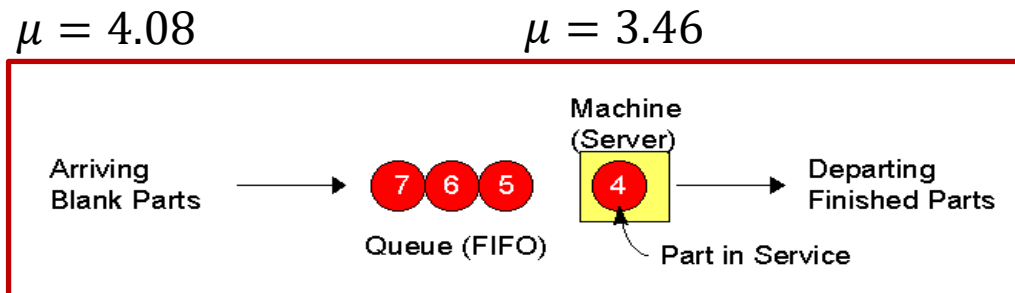 𝜇 = 4.08
𝜇 = 3.46
Machine
(Server)
Arriving
Blank Parts
7 6 5
4
Departing
Finished Parts
Queue (FIFO)
Part in Service